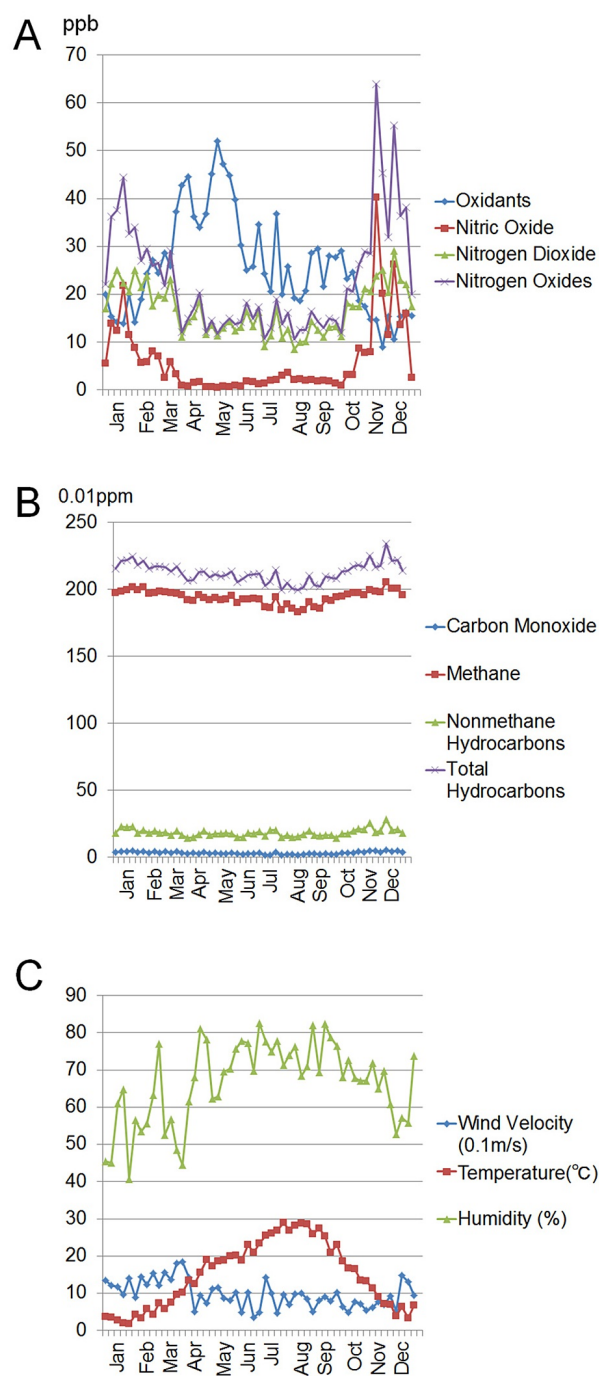 A
ppb
70
60
50
40
30
20
10
0
Jan
Feb
Mar
Apr
May
Jun
Jul
Aug
Sep
Oct
Nov
Dec
Oxidants
Nitric Oxide
Nitrogen Dioxide
Nitrogen Oxides
B
0.01ppm
250
200
150
100
50
0
Jan
Feb
Mar
Apr
May
Jun
Jul
Aug
Sep
Oct
Nov
Dec
Carbon Monoxide
Methane
Nonmethane
Hydrocarbons
Total
Hydrocarbons
C
90
80
70
60
50
40
30
20
10
0
Jan
Feb
Mar
Apr
May
Jun
Jul
Aug
Sep
Oct
Nov
Dec
Wind Velocity
(0.1m/s)
Temperature(℃)
Humidity (%)